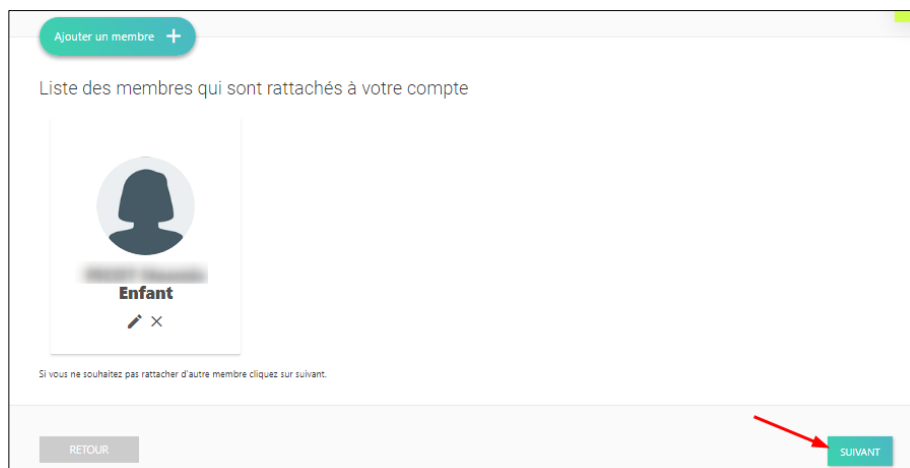 Ajouter un membre +
Liste des membres qui sont rattachés à votre compte
Enfant
Si vous ne souhaitez pas rattacher d'autre membre cliquez sur suivant.
RETOUR
SUIVANT